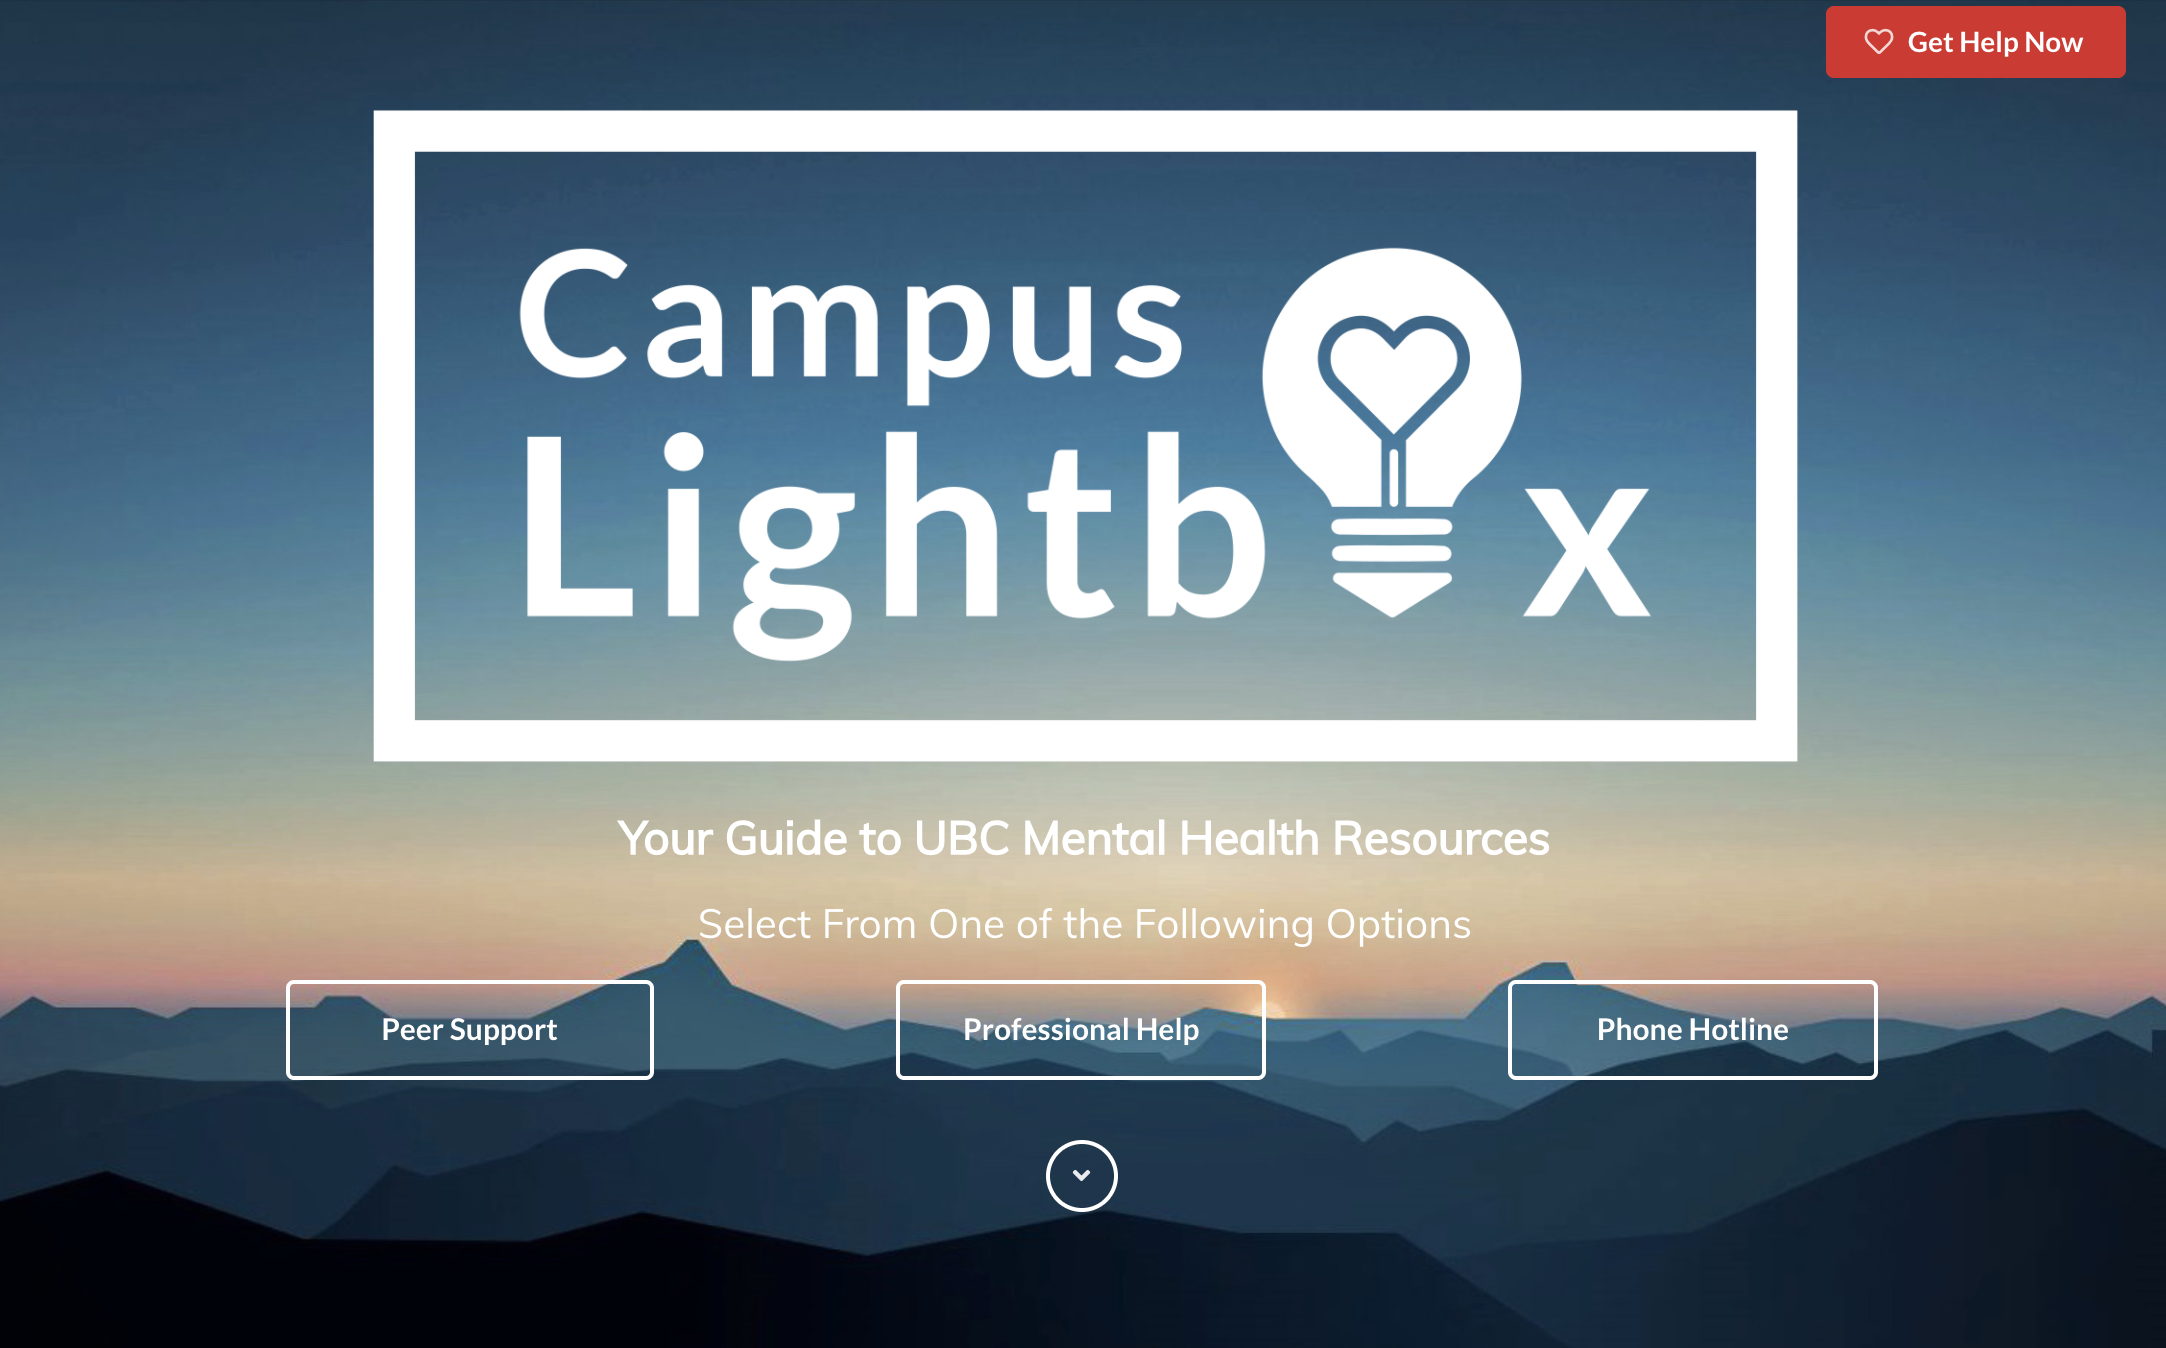 Get Help Now
Campus
Lightbox
Your Guide to UBC Mental Health Resources
Select From One of the Following Options
Peer Support
Professional Help
Phone Hotline